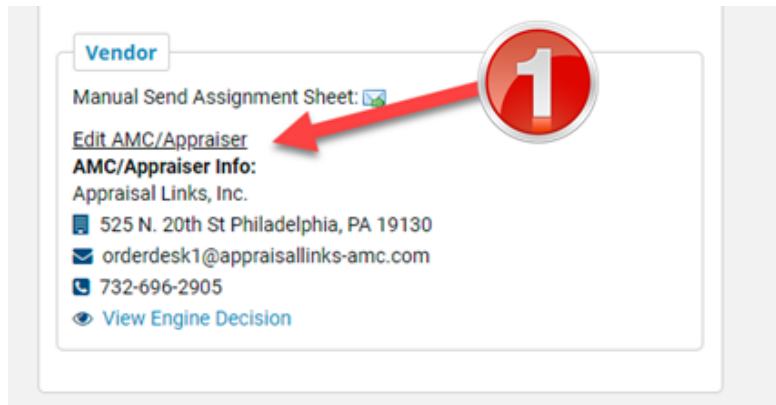 Vendor
1
Manual Send Assignment Sheet:
Edit AMC/Appraiser
AMC/Appraiser Info:
Appraisal Links, Inc.
525 N. 20th St Philadelphia, PA 19130
orderdesk1@appraisallinks-amc.com
732-696-2905
View Engine Decision